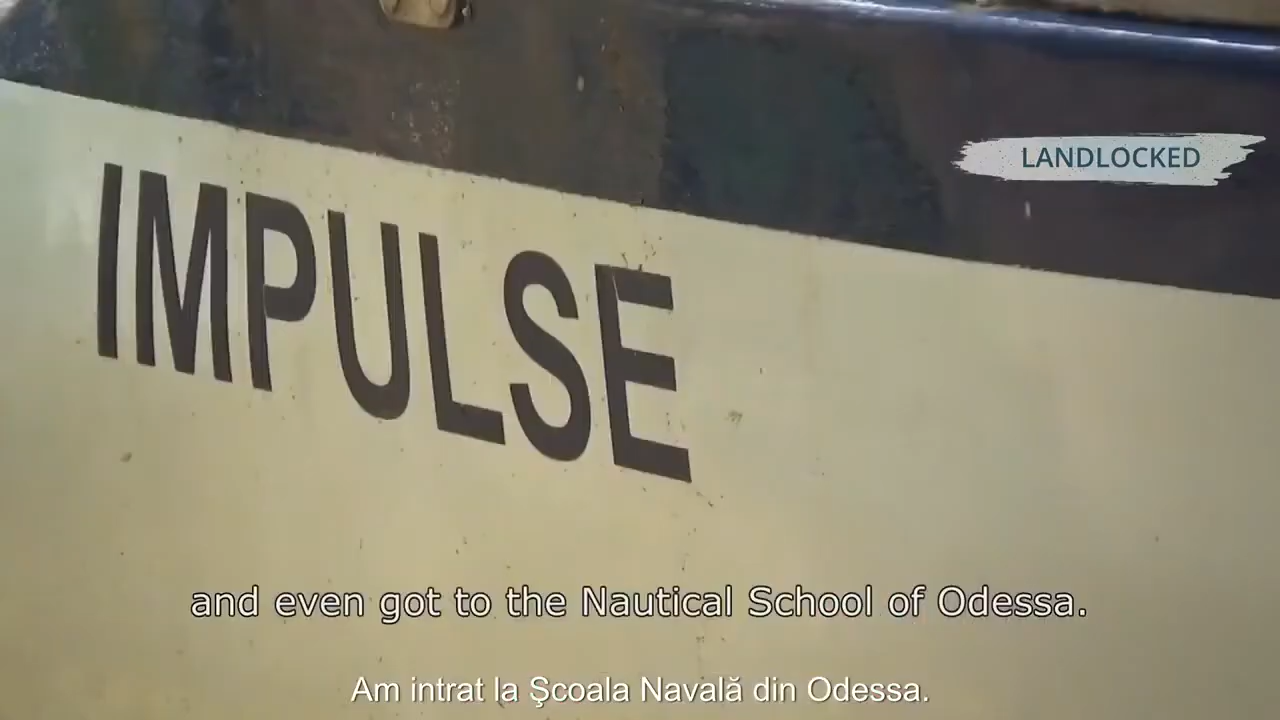 LANDLOCKED
IMPULSE
and even got to the Nautical School of Odessa.
Am intrat la Şcoala Navală din Odessa.